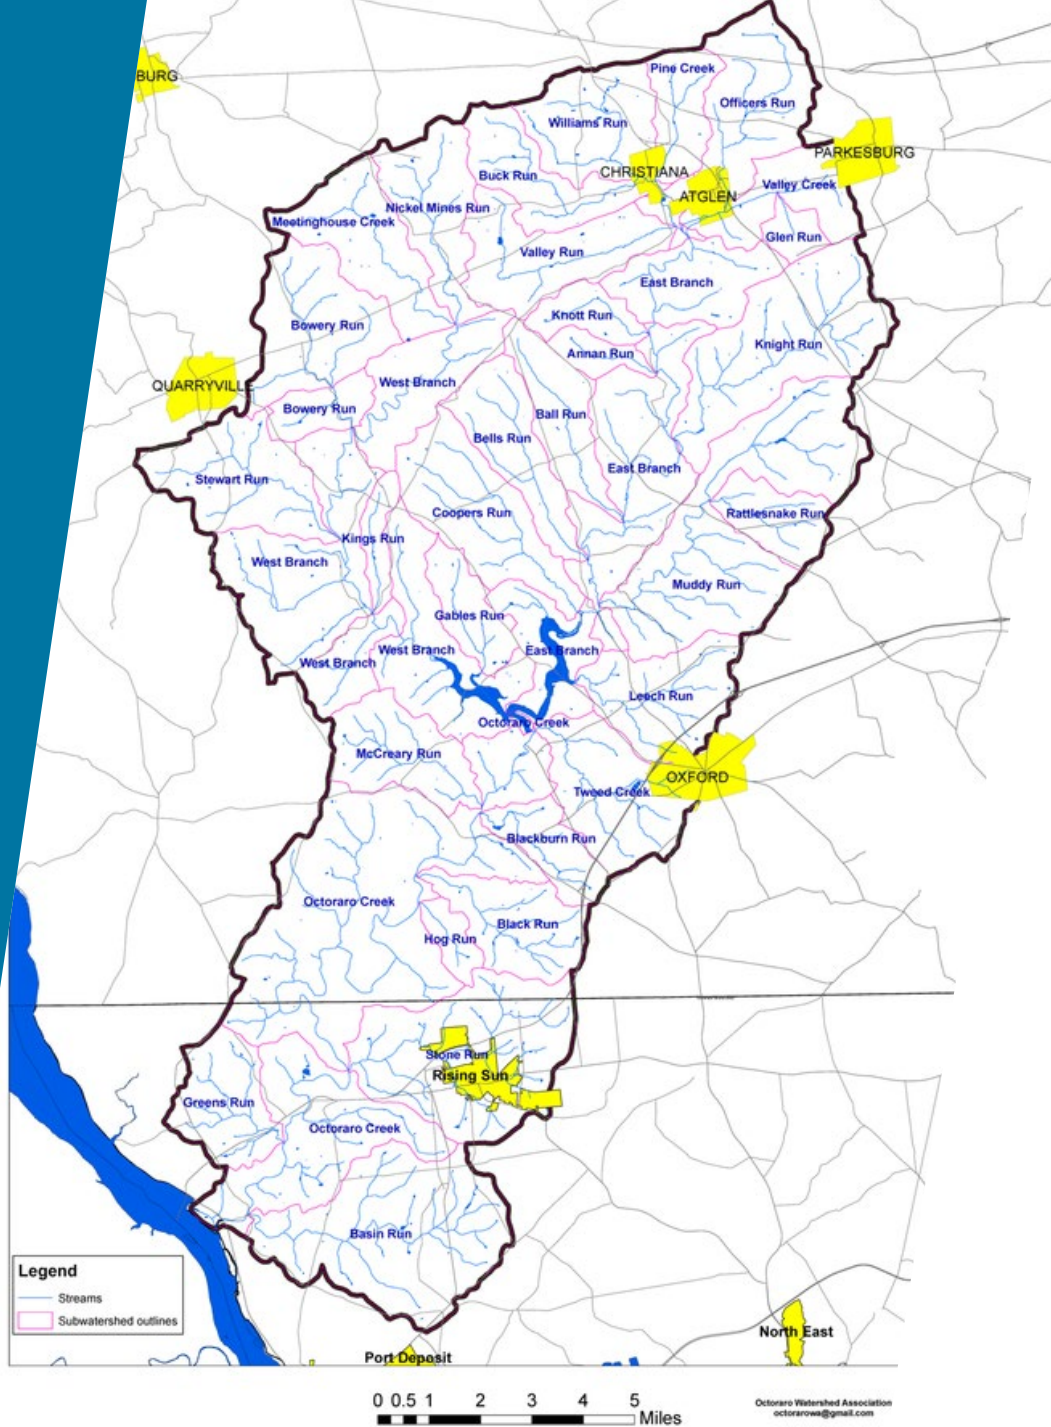 BURG
Pine Creek
Officers Run
Williams Run
PARKESBURG
CHRISTIANA
Buck Run
Valley Creek
ATGLEN
Nickel Mines Run
Meetinghouse Creek
Glen Run
Valley Run
East Branch
Knott Run
Bowery Run
Knight Run
Annan Run
QUARRYVILLE
West Branch
Bowery Run
Ball Run
Bells Run
East Branch
Stewart Run
Coopers Run
Rattlesnake Run
Kings Run
West Branch
Muddy Run
Gables Run
West Branch
East Branch
West Branch
Leech Run
Octoraro Creek
McCreary Run
OXFORD
Tweed Creek
Blackburn Run
Octoraro Creek
Black Run
Hog Run
Stone Run
Rising Sun
Greens Run
Octoraro Creek
Basin Run
Legend
Streams
Subwatershed outlines
North East
Port Deposit
0 0.5 1 2 3 4 5
Miles
Octoraro Watershed Association
octorarowa@gmail.com